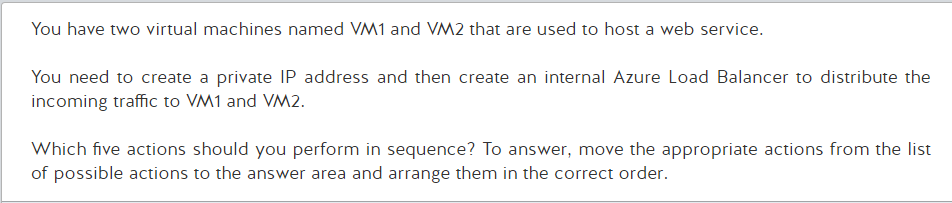 You have two virtual machines named VM1 and VM2 that are used to host a web service.
You need to create a private IP address and then create an internal Azure Load Balancer to distribute the
incoming traffic to VM1 and VM2.
Which five actions should you perform in sequence? To answer, move the appropriate actions from the list
of possible actions to the answer area and arrange them in the correct order.